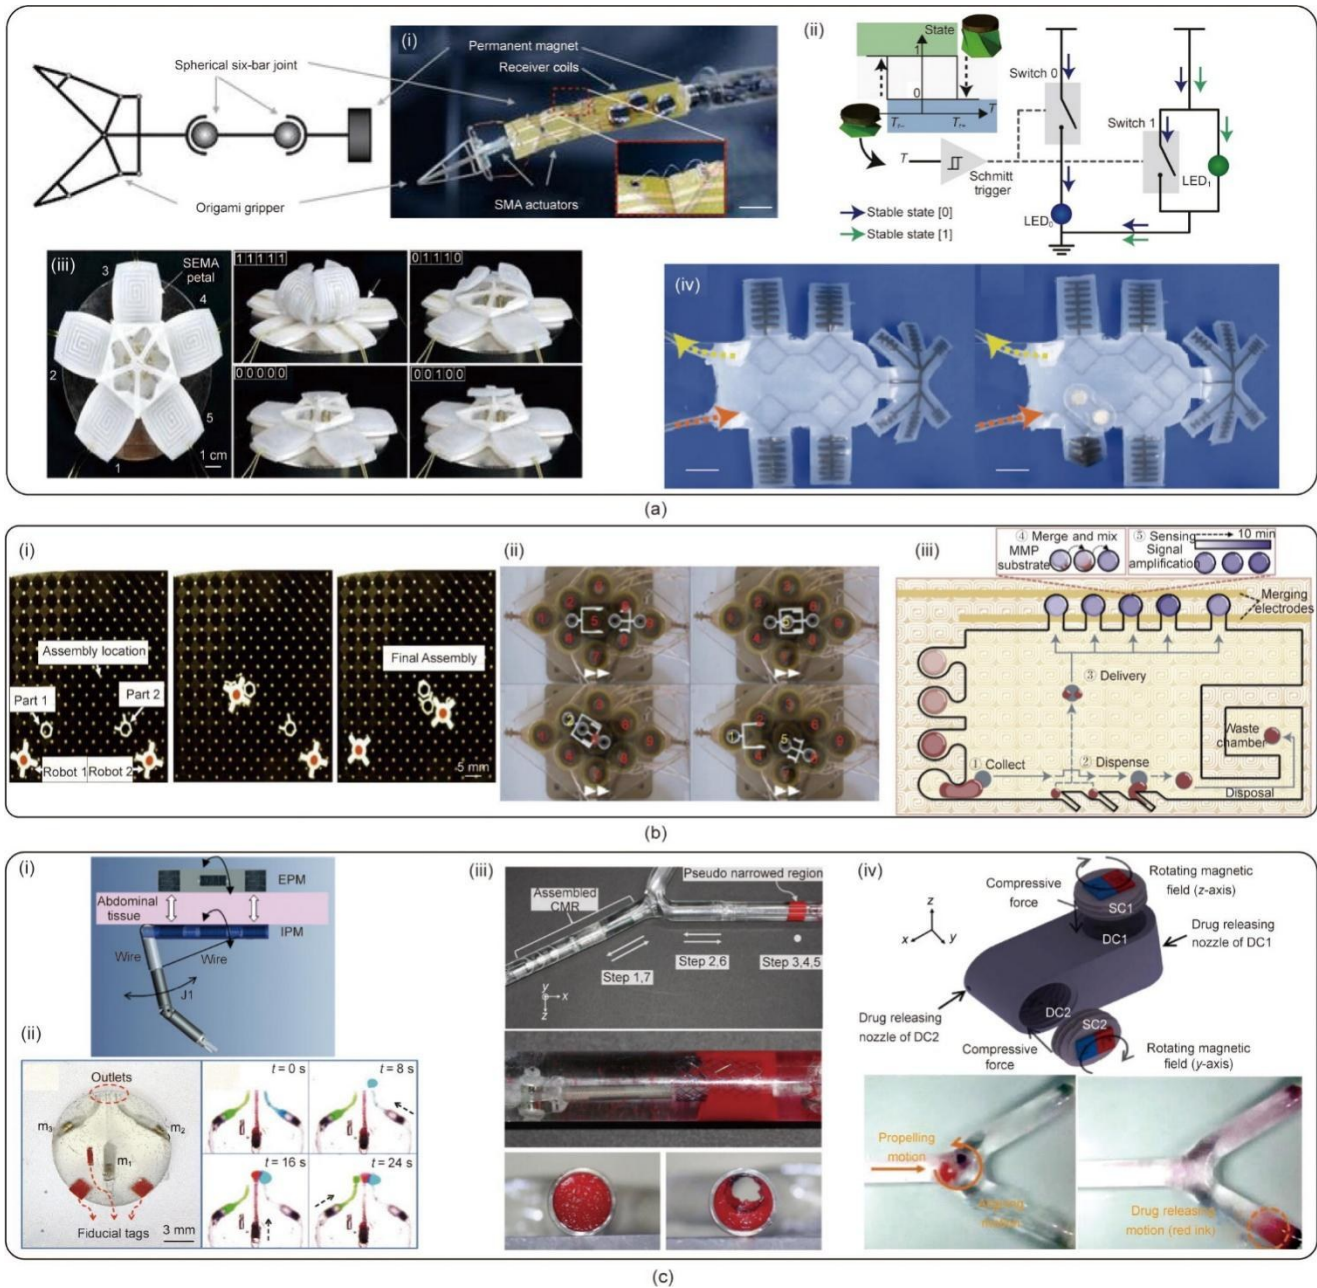 (i)
Permanent magnet
Spherical six-bar joint
Receiver coils
Origami gripper
SMA actuators
(ii)
State
1
0
T
Switch 0
Switch 1
T
Schmitt
trigger
LED1
LED0
Stable state [0]
Stable state [1]
(iii)
3
SEMA
petal
4
2
5
1
1 cm
11111
01110
00000
00100
(iv)
(a)
(i)
Assembly location
Part 1
Part 2
Robot 1
Robot 2
Final Assembly
5 mm
(ii)
(iii)
④ Merge and mix
MMP
substrate
⑤ Sensing
10 min
Signal
amplification
Merging
electrodes
③ Delivery
Waste
chamber
① Collect
② Dispense
Disposal
(b)
(i)
EPM
Abdominal
tissue
IPM
Wire
Wire
J1
(ii)
Outlets
m3
m2
m1
Fiducial tags
3 mm
t = 0 s
t = 8 s
t = 16 s
t = 24 s
(iii)
Pseudo narrowed region
Assembled
CMR
Step 1,7
Step 2,6
Step 3,4,5
y
x
z
(iv)
Compressive
force
Rotating magnetic
field (z-axis)
SC1
z
x
y
DC1
Drug releasing
nozzle of DC1
DC2
Drug releasing
nozzle of DC2
SC2
Compressive
force
Rotating magnetic
field (y-axis)
Propelling
motion
Drug releasing
motion (red ink)
(c)